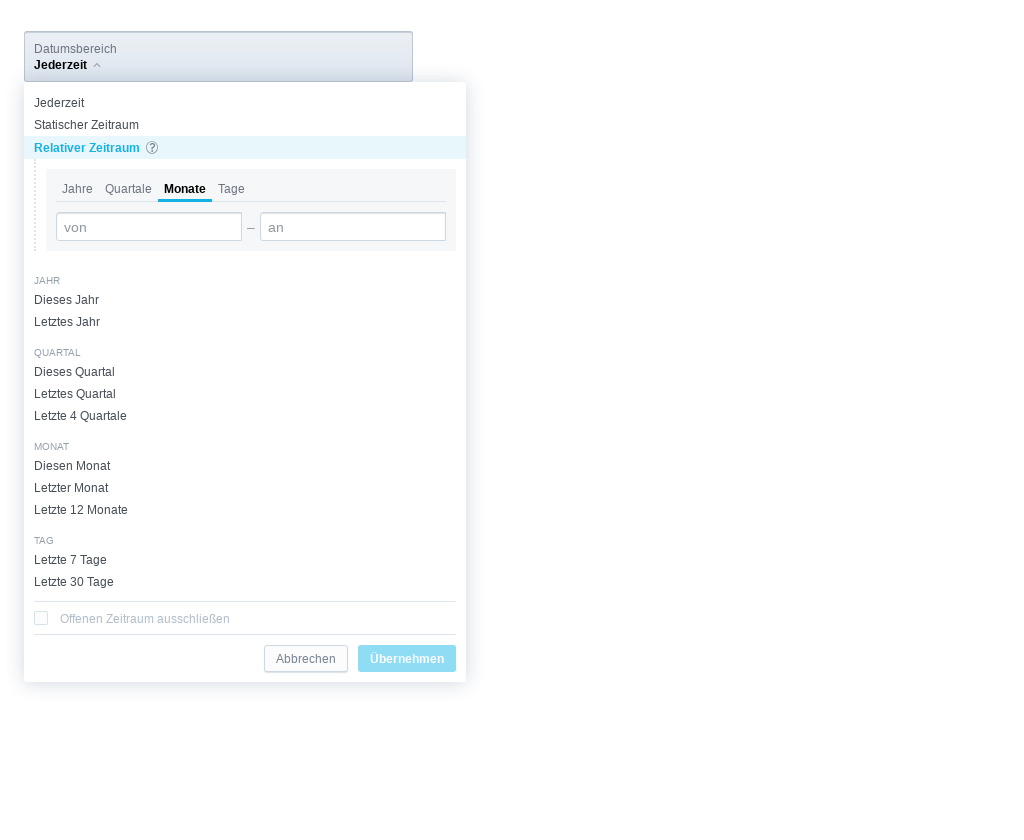 Datumsbereich
Jederzeit
Jederzeit
Statischer Zeitraum
Relativer Zeitraum ?
Jahre Quartale Monate Tage
von – an
JAHR
Dieses Jahr
Letztes Jahr
QUARTAL
Dieses Quartal
Letztes Quartal
Letzte 4 Quartale
MONAT
Diesen Monat
Letzter Monat
Letzte 12 Monate
TAG
Letzte 7 Tage
Letzte 30 Tage
Offenen Zeitraum ausschließen
Abbrechen Übernehmen